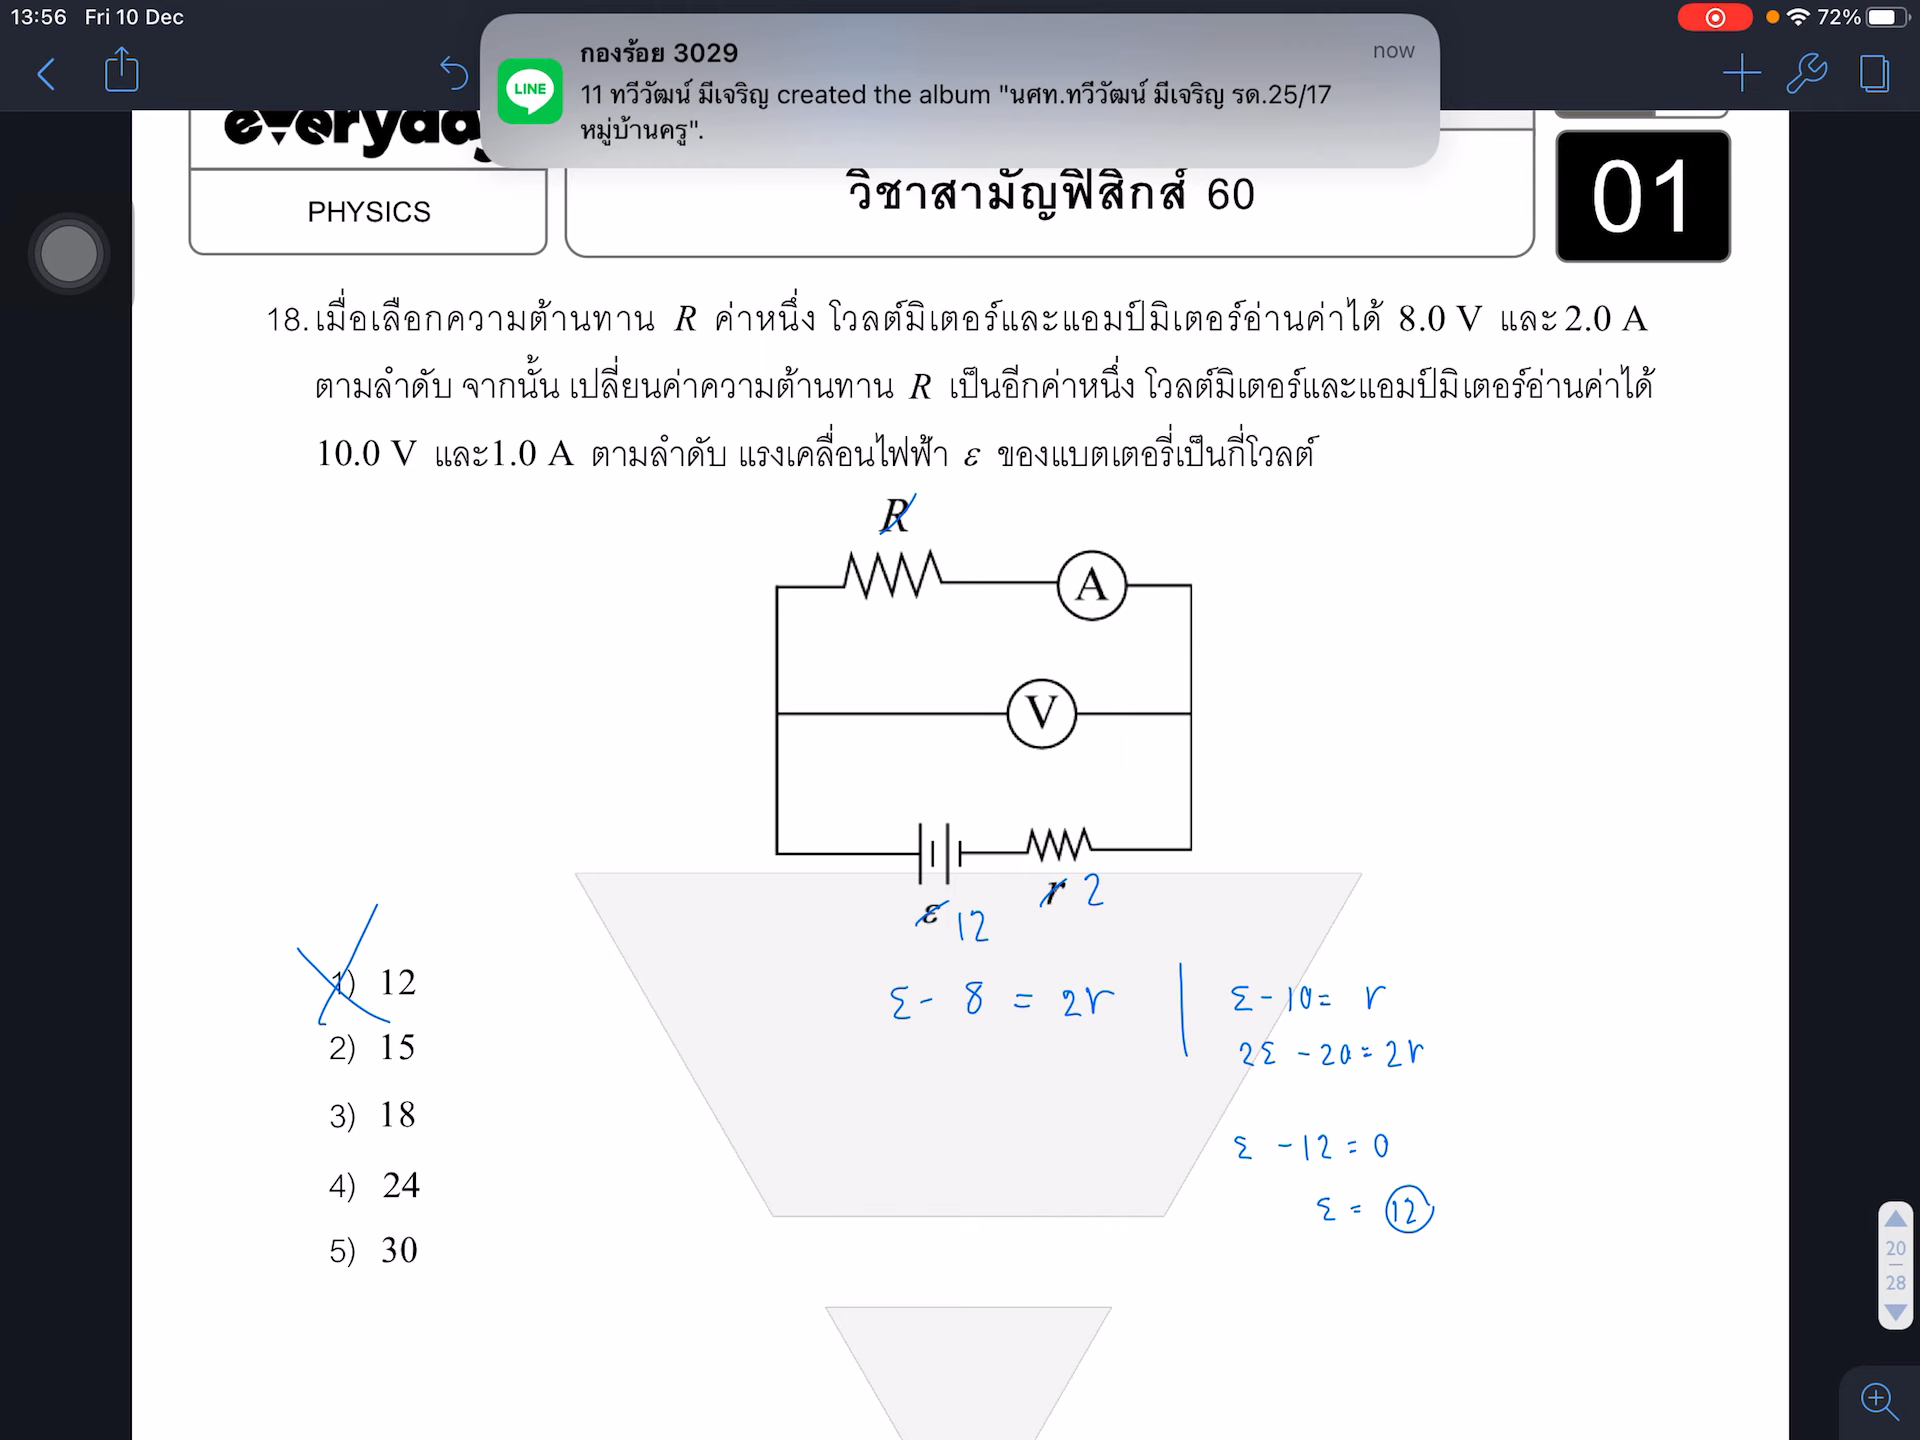 13:56 Fri 10 Dec
72%
กองร้อย 3029
now
LINE
11 ทวีวัฒน์ มีเจริญ created the album "นศท.ทวีวัฒน์ มีเจริญ รด.25/17
หมู่บ้านครู".
everyday
PHYSICS
วิชาสามัญฟิสิกส์ 60
01
18. เมื่อเลือกความต้านทาน R ค่าหนึ่ง โวลต์มิเตอร์และแอมป์มิเตอร์อ่านค่าได้ 8.0 V และ 2.0 A
ตามลำดับ จากนั้น เปลี่ยนค่าความต้านทาน R เป็นอีกค่าหนึ่ง โวลต์มิเตอร์และแอมป์มิเตอร์อ่านค่าได้
10.0 V และ1.0 A ตามลำดับ แรงเคลื่อนไฟฟ้า ε ของแบตเตอรี่เป็นกี่โวลต์
R
A
V
r 2
ε 12
1) 12
2) 15
3) 18
4) 24
5) 30
Σ - 8 = 2r
Σ - 10 = r
2Σ - 20 = 2r
Σ - 12 = 0
Σ = 12
20
28